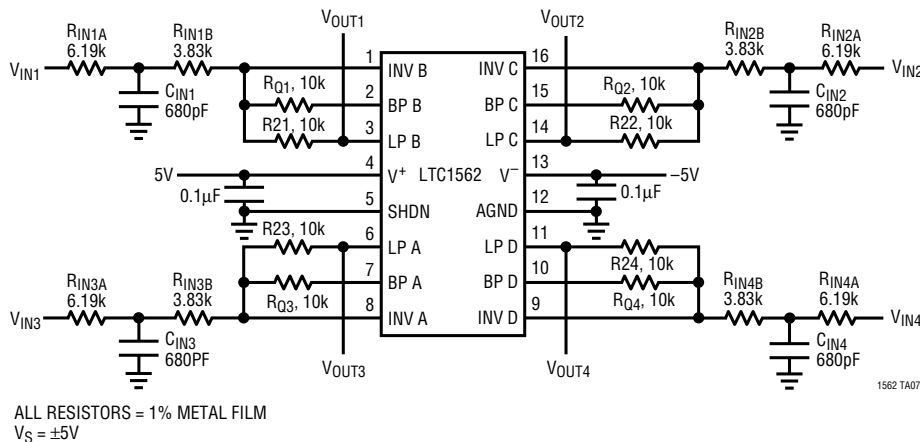 VOUT1
VOUT2
RIN1A
6.19k
RIN1B
3.83k
RIN2B
3.83k
RIN2A
6.19k
VIN1
VIN2
CIN1
680pF
RQ1, 10k
R21, 10k
1
INV B
2
BP B
3
LP B
4
V+
5
SHDN
6
LP A
7
BP A
8
INV A
LTC1562
16
INV C
15
BP C
14
LP C
13
V−
12
AGND
11
LP D
10
BP D
9
INV D
RQ2, 10k
R22, 10k
CIN2
680pF
5V
0.1µF
−5V
0.1µF
R23, 10k
RQ3, 10k
R24, 10k
RQ4, 10k
RIN3A
6.19k
RIN3B
3.83k
RIN4B
3.83k
RIN4A
6.19k
VIN3
VIN4
CIN3
680PF
CIN4
680pF
VOUT3
VOUT4
1562 TA07
ALL RESISTORS = 1% METAL FILM
VS = ±5V